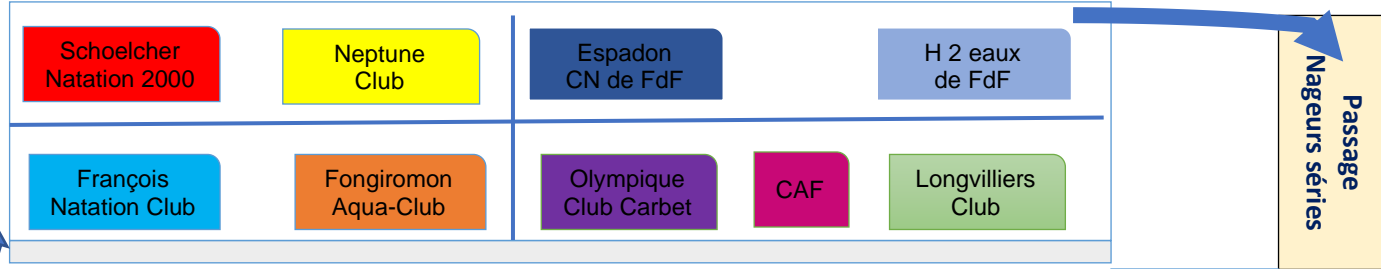 Schoelcher
Natation 2000
Neptune
Club
Espadon
CN de FdF
H 2 eaux
de FdF
François
Natation Club
Fongiromon
Aqua-Club
Olympique
Club Carbet
CAF
Longvilliers
Club
Passage
Nageurs séries